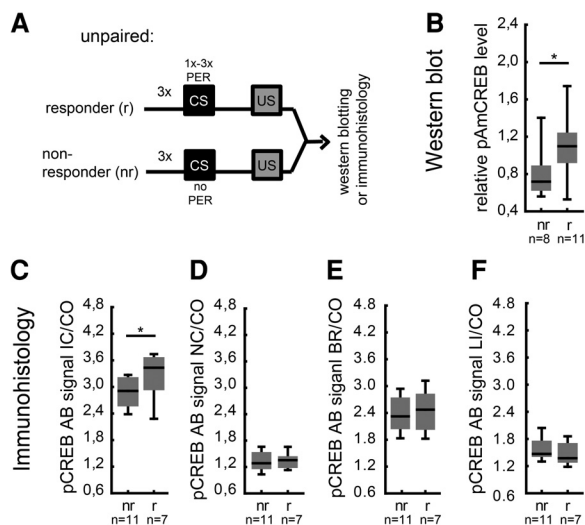 A
unpaired:
1x-3x
PER
3x
CS
US
responder (r)
non-
responder (nr)
3x
CS
US
no
PER
western blotting
or immunohistology
B
Western blot
relative pAmCREB level
2,4
2,0
1,6
1,2
0,8
0,4
*
nr r
n=8 n=11
Immunohistology
C
pCREB AB signal IC/CO
4,8
4,2
3,6
3,0
2,4
1,8
1,2
0,6
*
nr r
n=11 n=7
D
pCREB AB signal NC/CO
4,8
4,2
3,6
3,0
2,4
1,8
1,2
0,6
nr r
n=11 n=7
E
pCREB AB siganl BR/CO
4,8
4,2
3,6
3,0
2,4
1,8
1,2
0,6
nr r
n=11 n=7
F
pCREB AB signal LI/CO
4,8
4,2
3,6
3,0
2,4
1,8
1,2
0,6
nr r
n=11 n=7